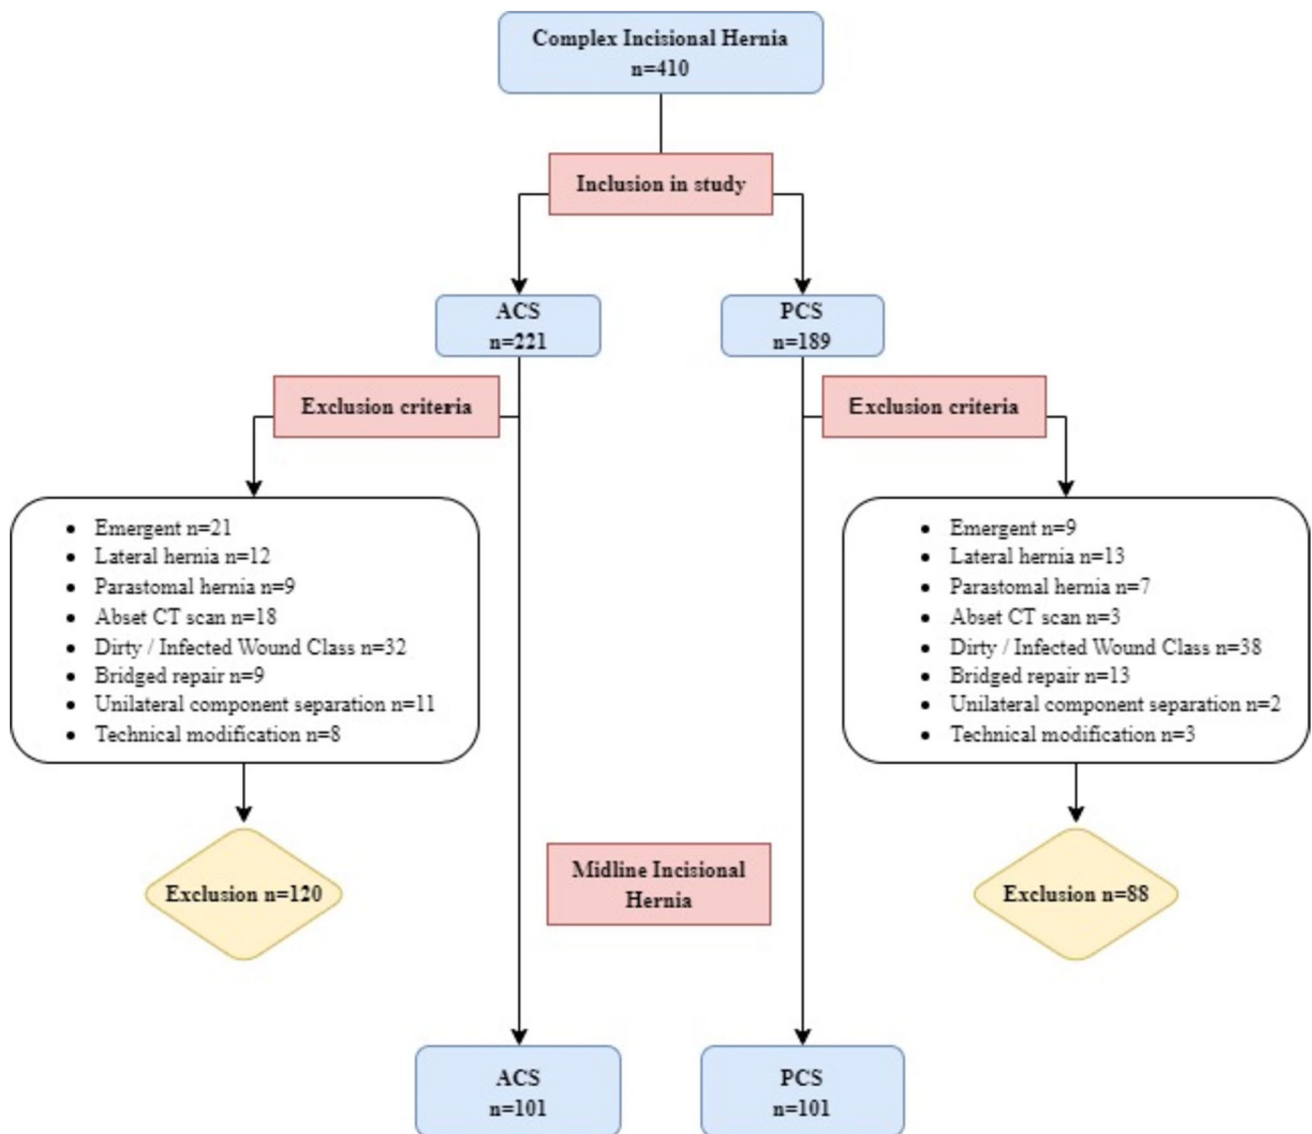 Complex Incisional Hernia
n=410
Inclusion in study
ACS
n=221
PCS
n=189
Exclusion criteria
Exclusion criteria
• Emergent n=21
• Lateral hernia n=12
• Parastomal hernia n=9
• Abset CT scan n=18
• Dirty / Infected Wound Class n=32
• Bridged repair n=9
• Unilateral component separation n=11
• Technical modification n=8
• Emergent n=9
• Lateral hernia n=13
• Parastomal hernia n=7
• Abset CT scan n=3
• Dirty / Infected Wound Class n=38
• Bridged repair n=13
• Unilateral component separation n=2
• Technical modification n=3
Exclusion n=120
Midline Incisional
Hernia
Exclusion n=88
ACS
n=101
PCS
n=101